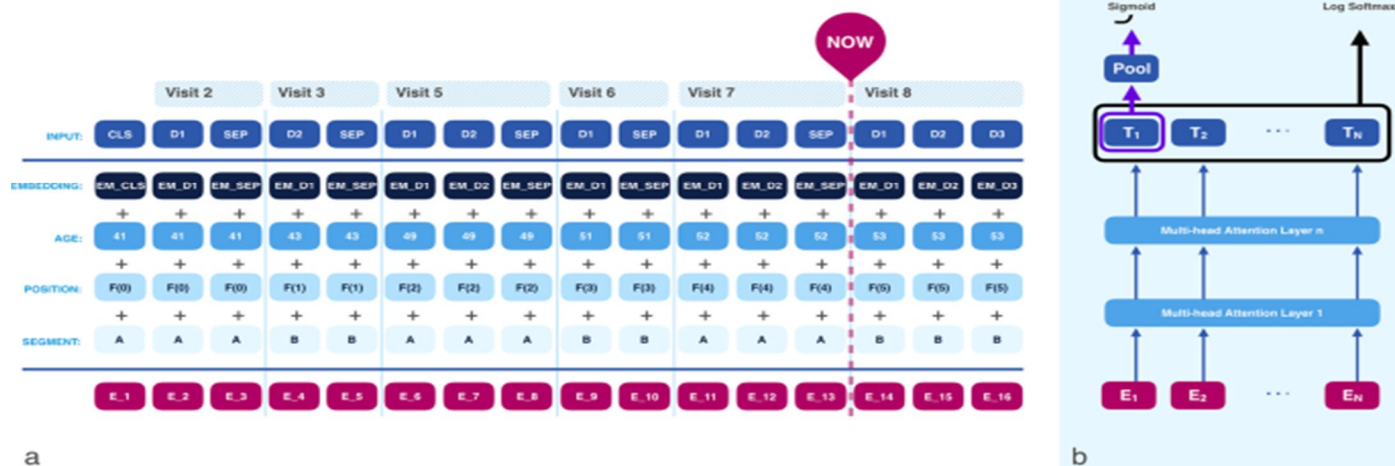 NOW
Visit 2 Visit 3 Visit 5 Visit 6 Visit 7 Visit 8
INPUT: CLS D1 SEP D2 SEP D1 D2 SEP D1 SEP D1 D2 SEP D1 D2 D3
EMBEDDING: EM_CLS EM_D1 EM_SEP EM_D1 EM_SEP EM_D1 EM_D2 EM_SEP EM_D1 EM_SEP EM_D1 EM_D2 EM_SEP EM_D1 EM_D2 EM_D3
+ + + + + + + + + + + + + + + +
AGE: 41 41 41 43 43 49 49 49 51 51 52 52 52 53 53 53
+ + + + + + + + + + + + + + + +
POSITION: F(0) F(0) F(0) F(1) F(1) F(2) F(2) F(2) F(3) F(3) F(4) F(4) F(4) F(5) F(5) F(5)
+ + + + + + + + + + + + + + + +
SEGMENT: A A A B B A A A B B A A A B B B
E_1 E_2 E_3 E_4 E_5 E_6 E_7 E_8 E_9 E_10 E_11 E_12 E_13 E_14 E_15 E_16
a
Sigmoid Log Softmax
Pool
T1 T2 ... TN
Multi-head Attention Layer n
Multi-head Attention Layer 1
E1 E2 ... EN
b